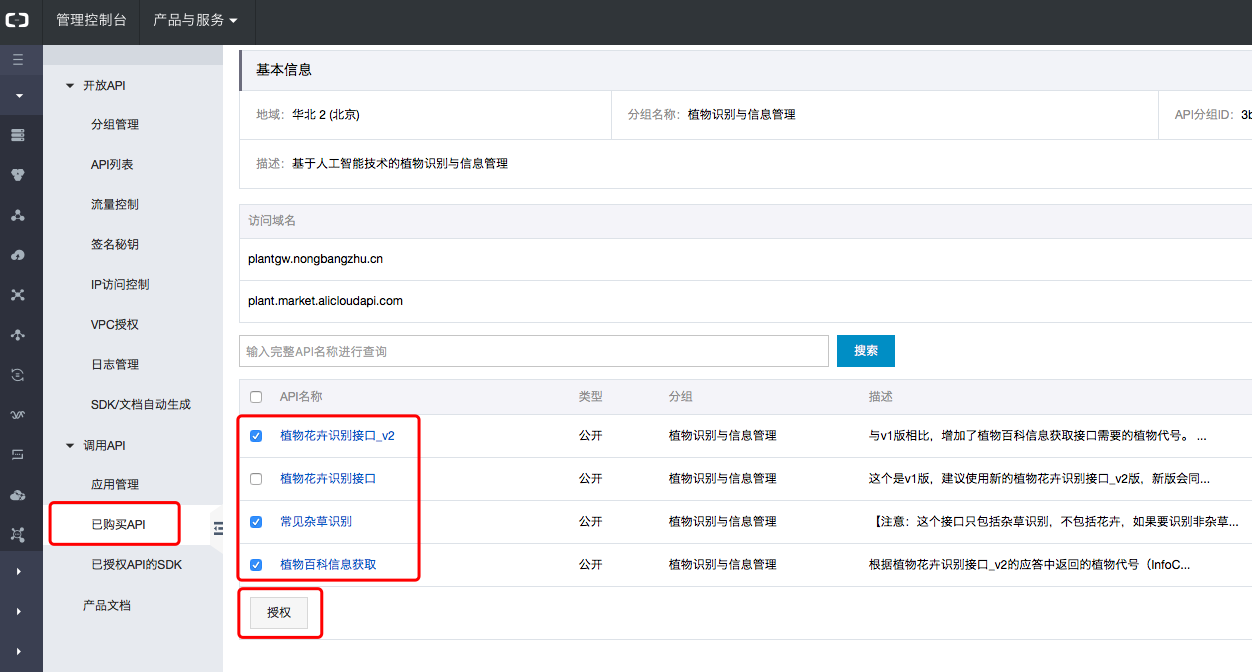 管理控制台 产品与服务
开放API
分组管理
API列表
流量控制
签名秘钥
IP访问控制
VPC授权
日志管理
SDK/文档自动生成
调用API
应用管理
已购买API
已授权API的SDK
产品文档
基本信息
地域: 华北 2 (北京) 分组名称: 植物识别与信息管理 API分组ID: 3b
描述: 基于人工智能技术的植物识别与信息管理
访问域名
plantgw.nongbangzhu.cn
plant.market.alicloudapi.com
输入完整API名称进行查询 搜索
API名称 类型 分组 描述
植物花卉识别接口_v2 公开 植物识别与信息管理 与v1版相比，增加了植物百科信息获取接口需要的植物代号。 ...
植物花卉识别接口 公开 植物识别与信息管理 这个是v1版，建议使用新的植物花卉识别接口_v2版，新版会同...
常见杂草识别 公开 植物识别与信息管理 【注意：这个接口只包括杂草识别，不包括花卉，如果要识别非杂草...
植物百科信息获取 公开 植物识别与信息管理 根据植物花卉识别接口_v2的应答中返回的植物代号（InfoC...
授权